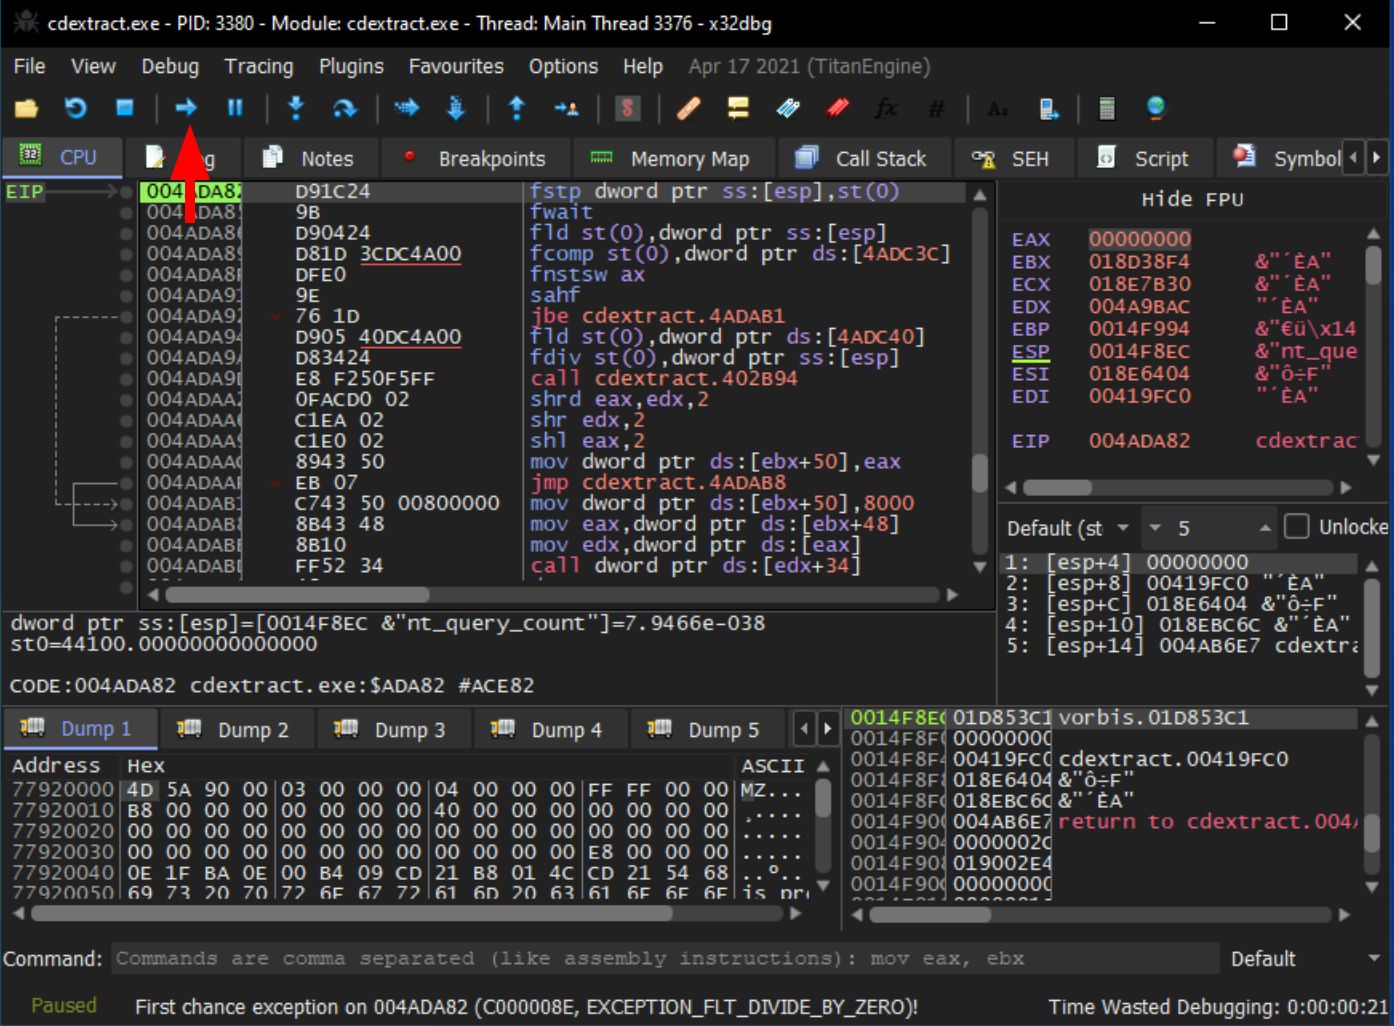 cdextract.exe - PID: 3380 - Module: cdextract.exe - Thread: Main Thread 3376 - x32dbg
File View Debug Tracing Plugins Favourites Options Help Apr 17 2021 (TitanEngine)
CPU Notes Breakpoints Memory Map Call Stack SEH Script Symbol
EIP 004ADA82 D91C24 fstp dword ptr ss:[esp],st(0)
004ADA85 9B fwait
004ADA86 D90424 fld st(0),dword ptr ss:[esp]
004ADA89 D81D 3CDC4A00 fcomp st(0),dword ptr ds:[4ADC3C]
004ADA8F DFE0 fnstsw ax
004ADA91 9E sahf
004ADA92 76 1D jbe cdextract.4ADAB1
004ADA94 D905 40DC4A00 fld st(0),dword ptr ds:[4ADC40]
004ADA9A D83424 fdiv st(0),dword ptr ss:[esp]
004ADA9D E8 F250F5FF call cdextract.402B94
004ADAA2 0FACD0 02 shrd eax,edx,2
004ADAA6 C1EA 02 shr edx,2
004ADAA9 C1E0 02 shl eax,2
004ADAAC 8943 50 mov dword ptr ds:[ebx+50],eax
004ADAAF EB 07 jmp cdextract.4ADAB8
004ADAB1 C743 50 00800000 mov dword ptr ds:[ebx+50],8000
004ADAB8 8B43 48 mov eax,dword ptr ds:[ebx+48]
004ADABB 8B10 mov edx,dword ptr ds:[eax]
004ADABD FF52 34 call dword ptr ds:[edx+34]
Hide FPU
EAX 00000000
EBX 018D38F4 &"´ÈA"
ECX 018E7B30 &"´ÈA"
EDX 004A9BAC "´ÈA"
EBP 0014F994 &"€ü\x14
ESP 0014F8EC &"nt_que
ESI 018E6404 &"ô÷F"
EDI 00419FC0 "´ÈA"
EIP 004ADA82 cdextrac
Default (st 5 Unlocke
1: [esp+4] 00000000
2: [esp+8] 00419FC0 "´ÈA"
3: [esp+C] 018E6404 &"ô÷F"
4: [esp+10] 018EBC6C &"´ÈA"
5: [esp+14] 004AB6E7 cdextra
dword ptr ss:[esp]=[0014F8EC &"nt_query_count"]=7.9466e-038
st0=44100.00000000000000
CODE:004ADA82 cdextract.exe:$ADA82 #ACE82
Dump 1 Dump 2 Dump 3 Dump 4 Dump 5
Address Hex ASCII
77920000 4D 5A 90 00 03 00 00 00 04 00 00 00 FF FF 00 00 MZ....
77920010 B8 00 00 00 00 00 00 00 40 00 00 00 00 00 00 00 ¸.....
77920020 00 00 00 00 00 00 00 00 00 00 00 00 00 00 00 00 ......
77920030 00 00 00 00 00 00 00 00 00 00 00 00 E8 00 00 00 ......
77920040 0E 1F BA 0E 00 B4 09 CD 21 B8 01 4C CD 21 54 68 ..º...
77920050 69 73 20 70 72 6F 67 72 61 6D 20 63 61 6E 6E 6F is pro
0014F8EC 01D853C1 vorbis.01D853C1
0014F8F0 00000000
0014F8F4 00419FC0 cdextract.00419FC0
0014F8F8 018E6404 &"ô÷F"
0014F8FC 018EBC6C &"´ÈA"
0014F900 004AB6E7 return to cdextract.004A
0014F904 0000002C
0014F908 019002E4
0014F90C 00000000
Command: Commands are comma separated (like assembly instructions): mov eax, ebx Default
Paused First chance exception on 004ADA82 (C000008E, EXCEPTION_FLT_DIVIDE_BY_ZERO)! Time Wasted Debugging: 0:00:00:21